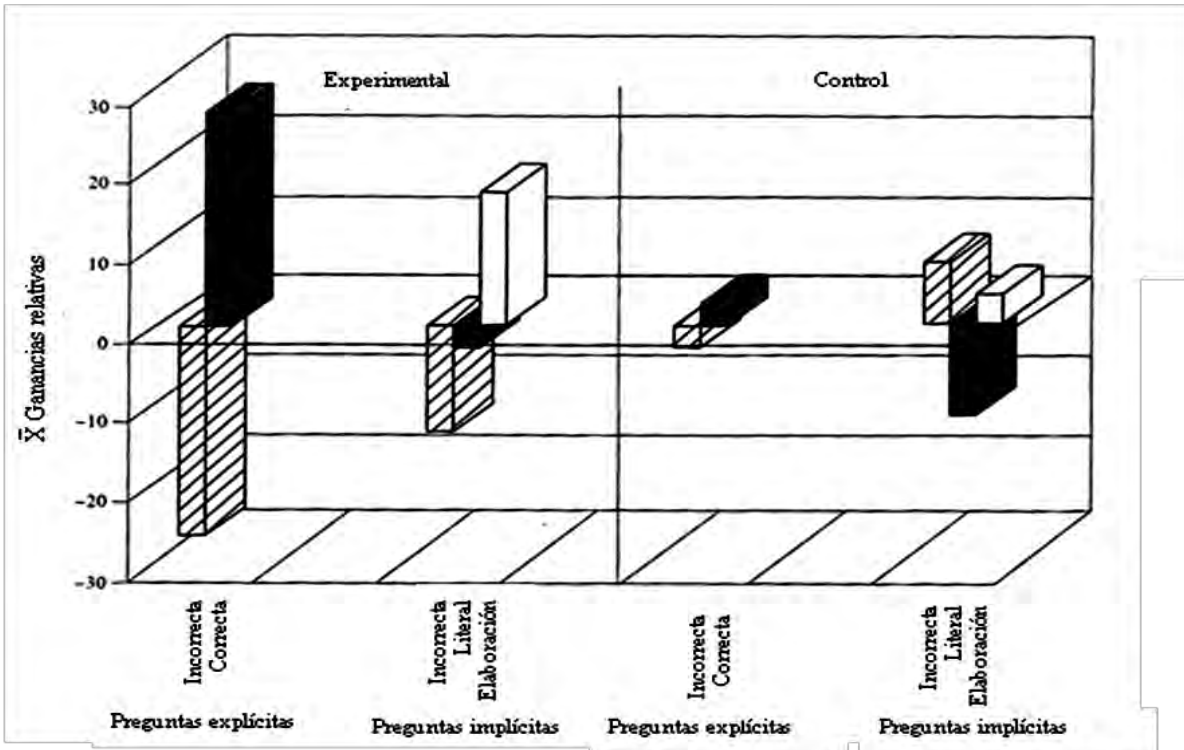 Experimental
Control
30
20
10
0
-10
-20
-30
X̄ Ganancias relativas
Incorrecta
Correcta
Incorrecta
Literal
Elaboración
Incorrecta
Correcta
Incorrecta
Literal
Elaboración
Preguntas explícitas
Preguntas implícitas
Preguntas explícitas
Preguntas implícitas